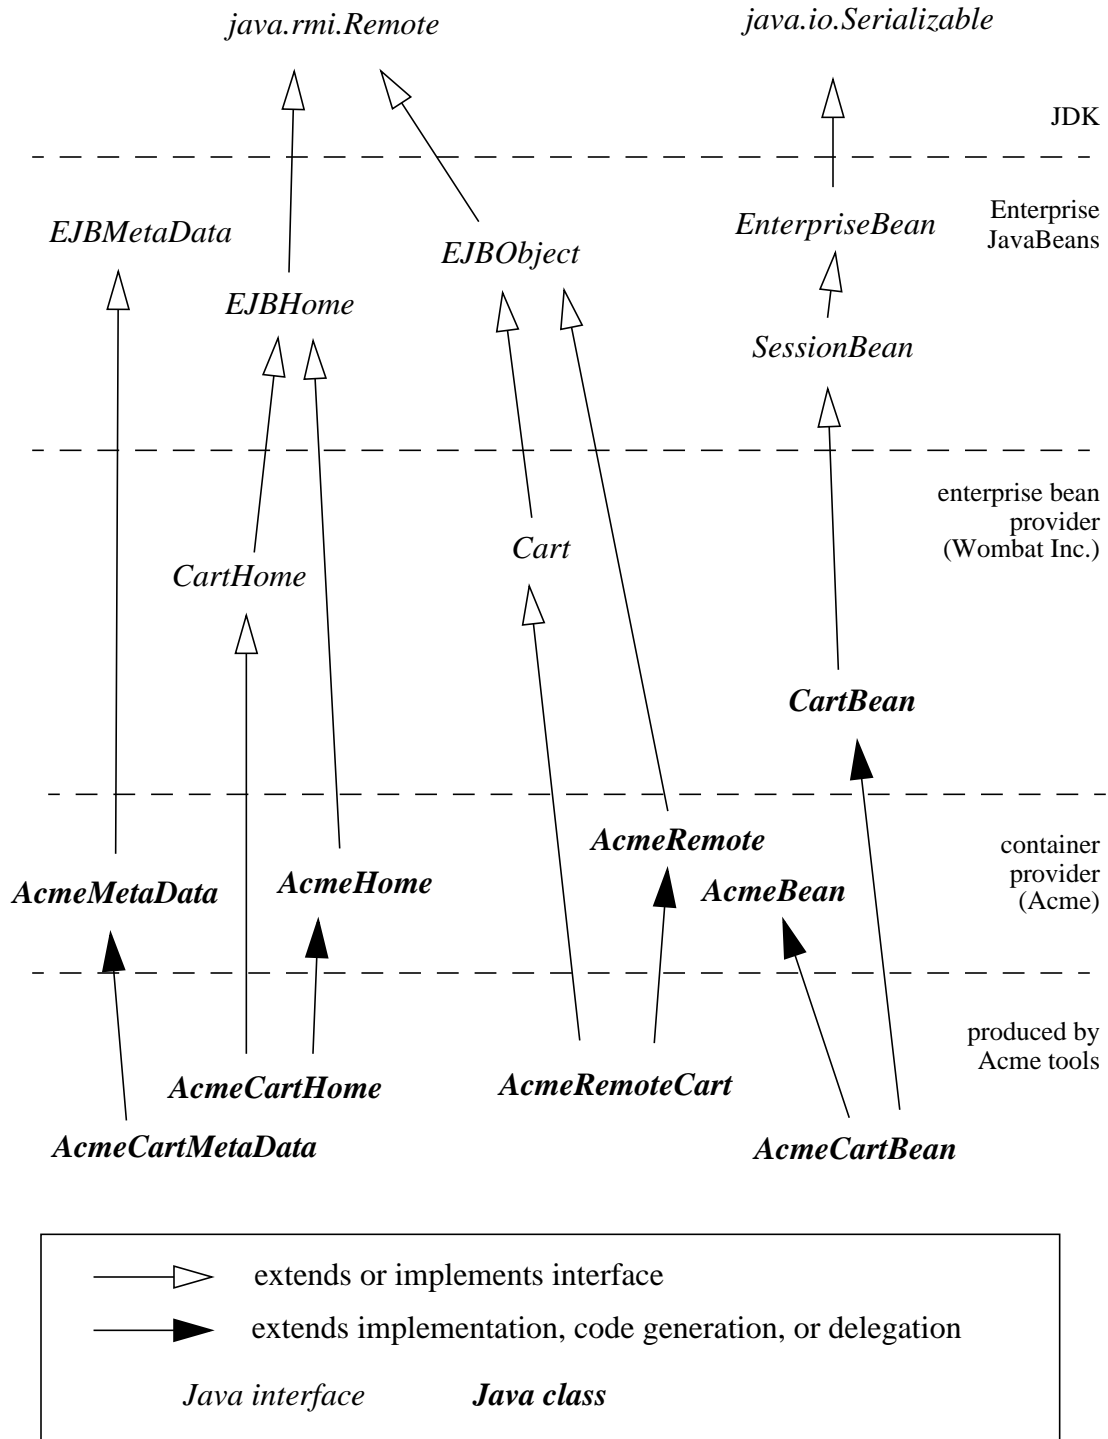 java.rmi.Remote
java.io.Serializable
JDK
EJBMetaData
EJBObject
EnterpriseBean
Enterprise
JavaBeans
EJBHome
SessionBean
enterprise bean
provider
(Wombat Inc.)
CartHome
Cart
CartBean
AcmeMetaData
AcmeHome
AcmeRemote
AcmeBean
container
provider
(Acme)
produced by
Acme tools
AcmeCartHome
AcmeRemoteCart
AcmeCartMetaData
AcmeCartBean
extends or implements interface
extends implementation, code generation, or delegation
Java interface Java class